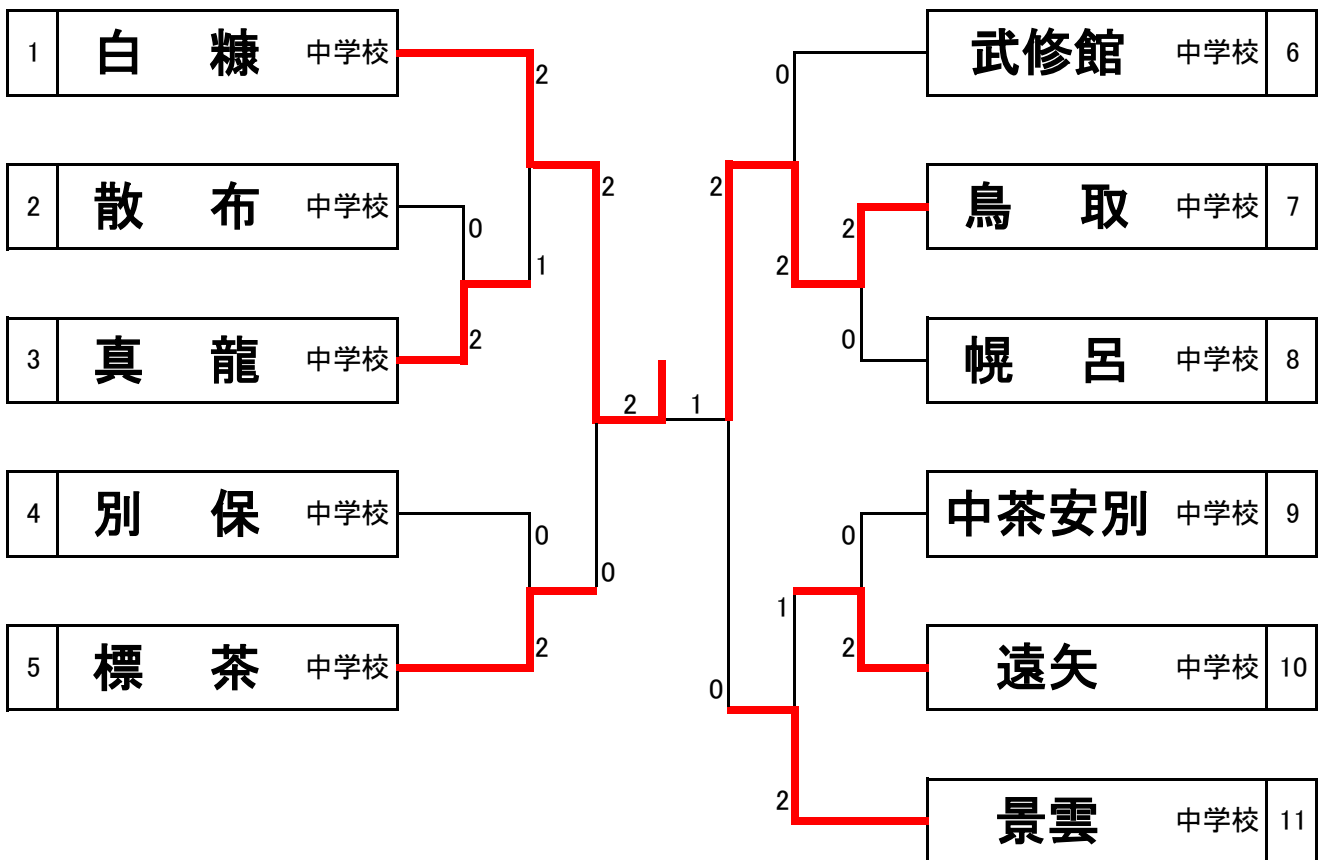 1 白 糠 中学校
2 散 布 中学校
3 真 龍 中学校
4 別 保 中学校
5 標 茶 中学校
2
2
0
1
2
0
0
2
2 1
武修館 中学校 6
鳥 取 中学校 7
幌 呂 中学校 8
中茶安別 中学校 9
遠矢 中学校 10
景雲 中学校 11
0
2
2
2
0
0
1
2
0
2